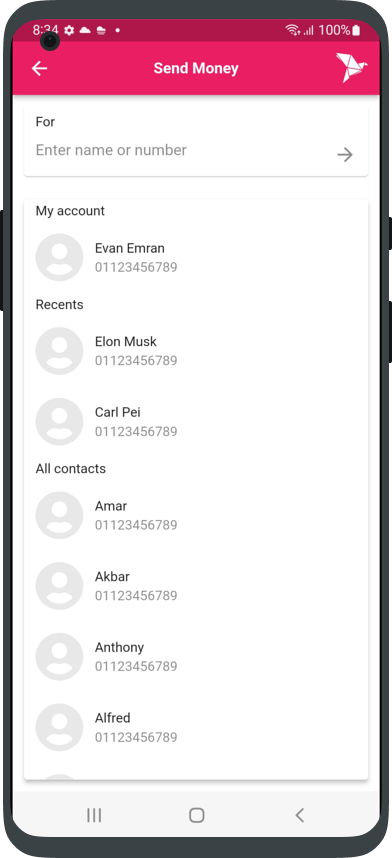 8:34 100%
Send Money
For
Enter name or number
My account
Evan Emran
01123456789
Recents
Elon Musk
01123456789
Carl Pei
01123456789
All contacts
Amar
01123456789
Akbar
01123456789
Anthony
01123456789
Alfred
01123456789